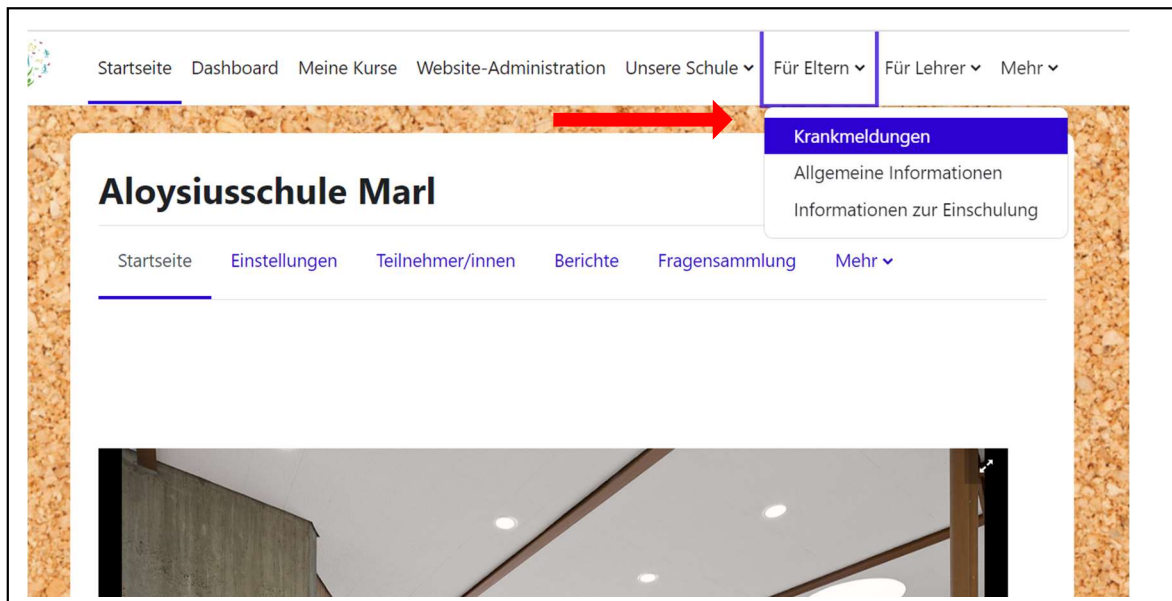 Startseite Dashboard Meine Kurse Website-Administration Unsere Schule Für Eltern Für Lehrer Mehr
Krankmeldungen
Allgemeine Informationen
Informationen zur Einschulung
Aloysiusschule Marl
Startseite Einstellungen Teilnehmer/innen Berichte Fragensammlung Mehr